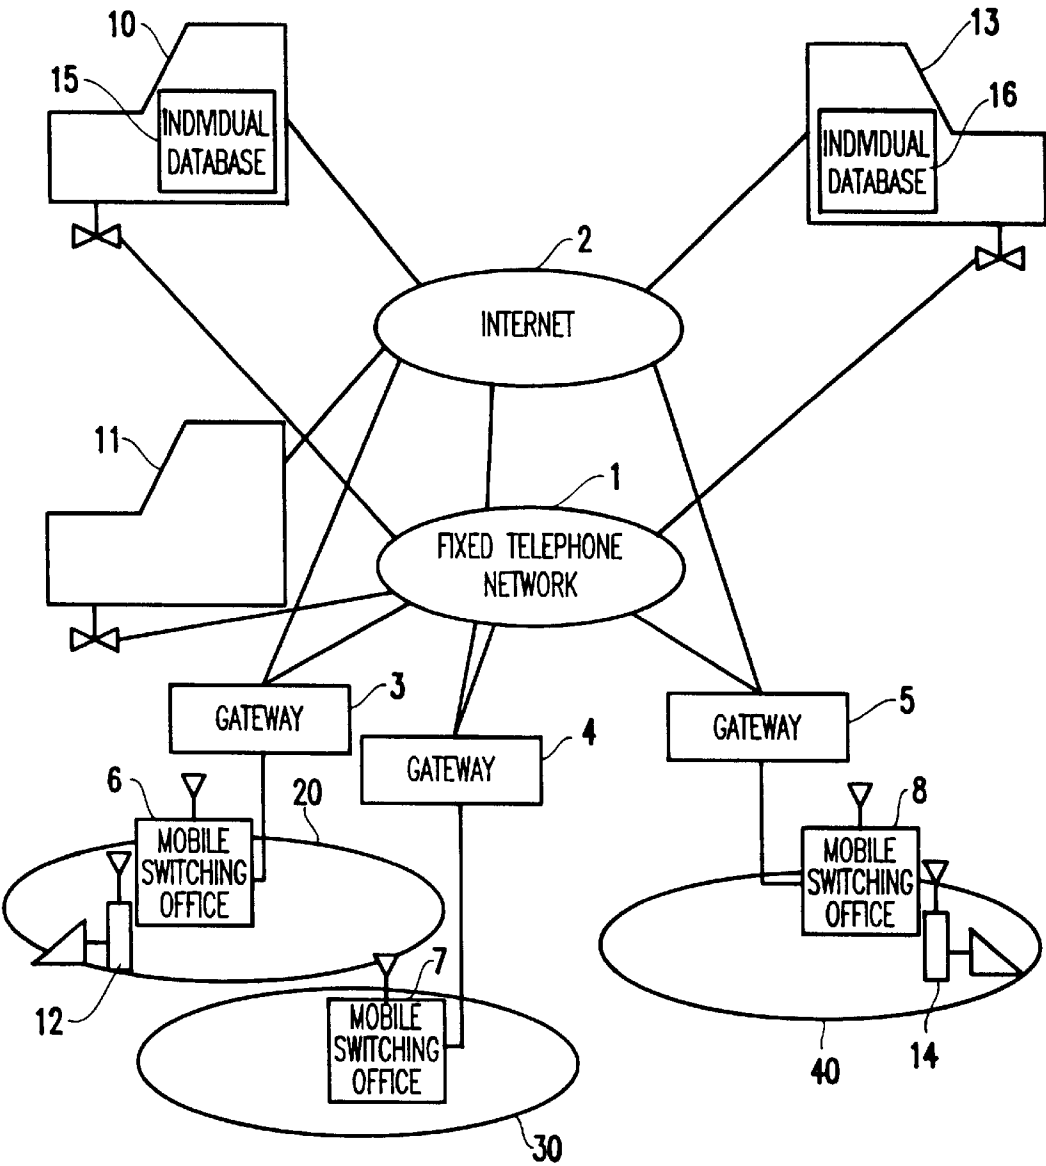 10
13
15
INDIVIDUAL
DATABASE
16
INDIVIDUAL
DATABASE
2
INTERNET
11
1
FIXED TELEPHONE
NETWORK
3
GATEWAY
4
GATEWAY
5
GATEWAY
6
20
MOBILE
SWITCHING
OFFICE
8
MOBILE
SWITCHING
OFFICE
12
7
MOBILE
SWITCHING
OFFICE
14
40
30